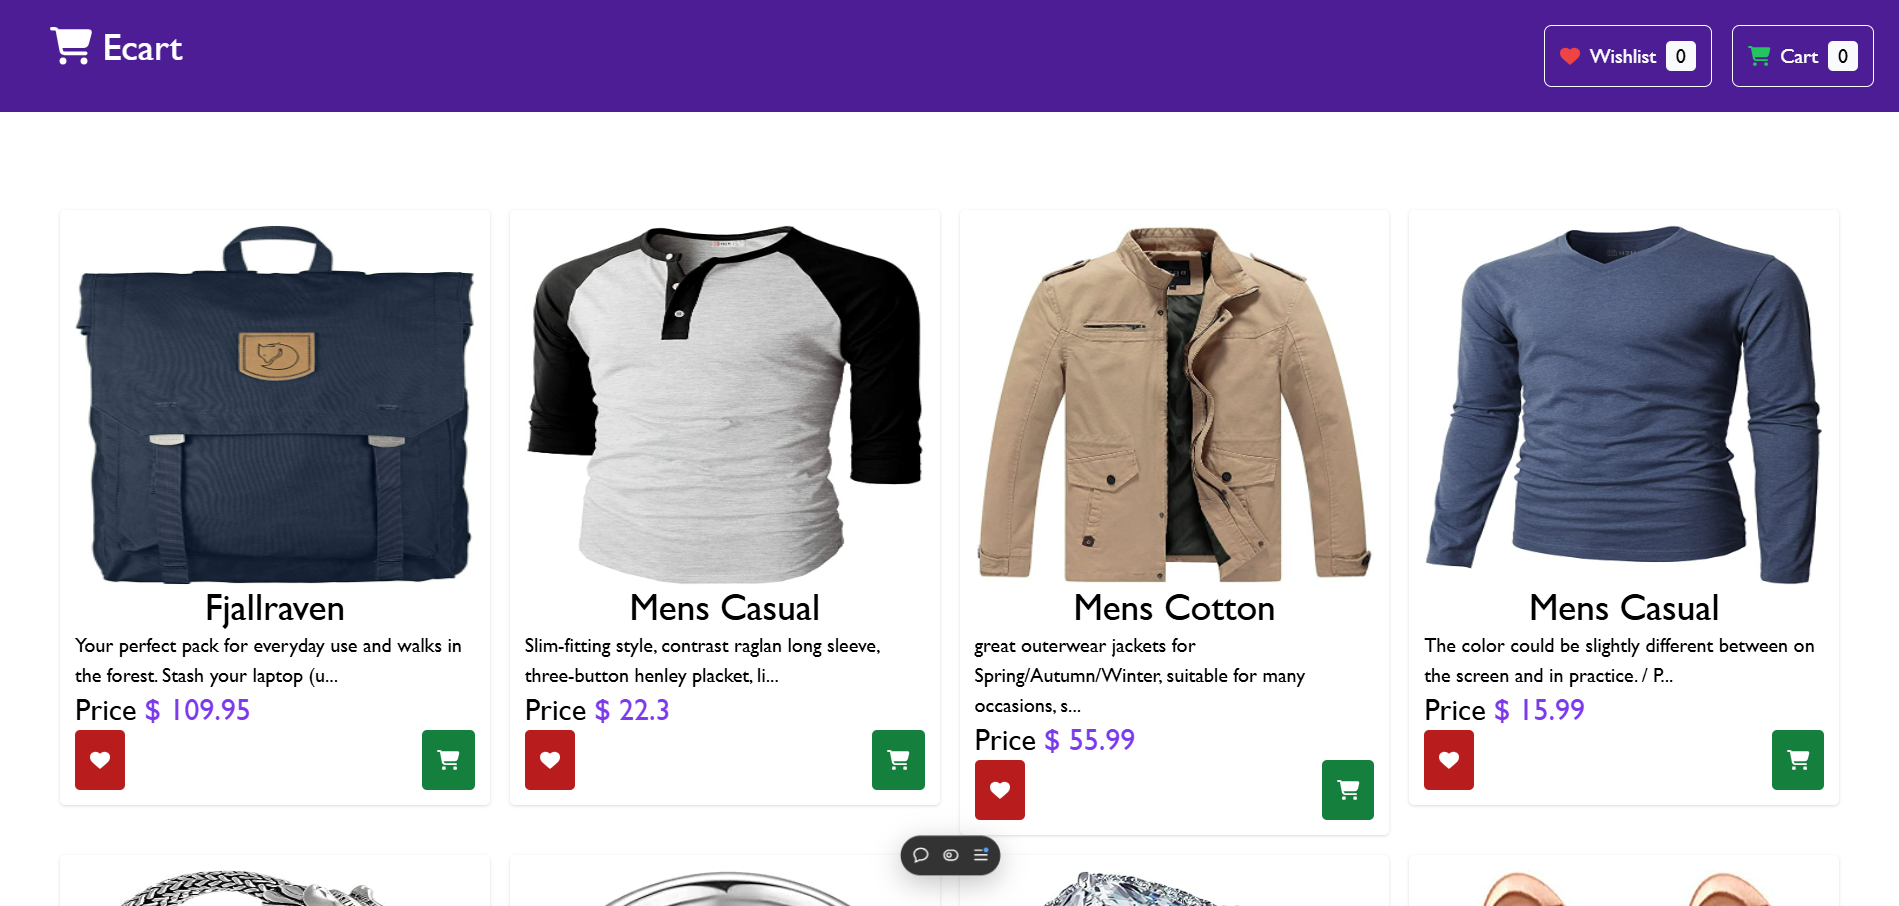 Ecart
Wishlist 0
Cart 0
Fjallraven
Your perfect pack for everyday use and walks in
the forest. Stash your laptop (u...
Price $ 109.95
Mens Casual
Slim-fitting style, contrast raglan long sleeve,
three-button henley placket, li...
Price $ 22.3
Mens Cotton
great outerwear jackets for
Spring/Autumn/Winter, suitable for many
occasions, s...
Price $ 55.99
Mens Casual
The color could be slightly different between on
the screen and in practice. / P...
Price $ 15.99